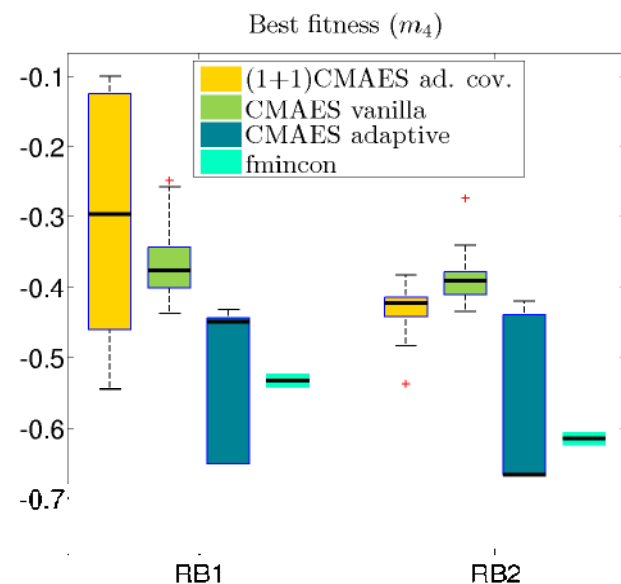 Best fitness (m₄)
-0.1
-0.2
-0.3
-0.4
-0.5
-0.6
-0.7
(1+1)CMAES ad. cov.
CMAES vanilla
CMAES adaptive
fmincon
RB1
RB2